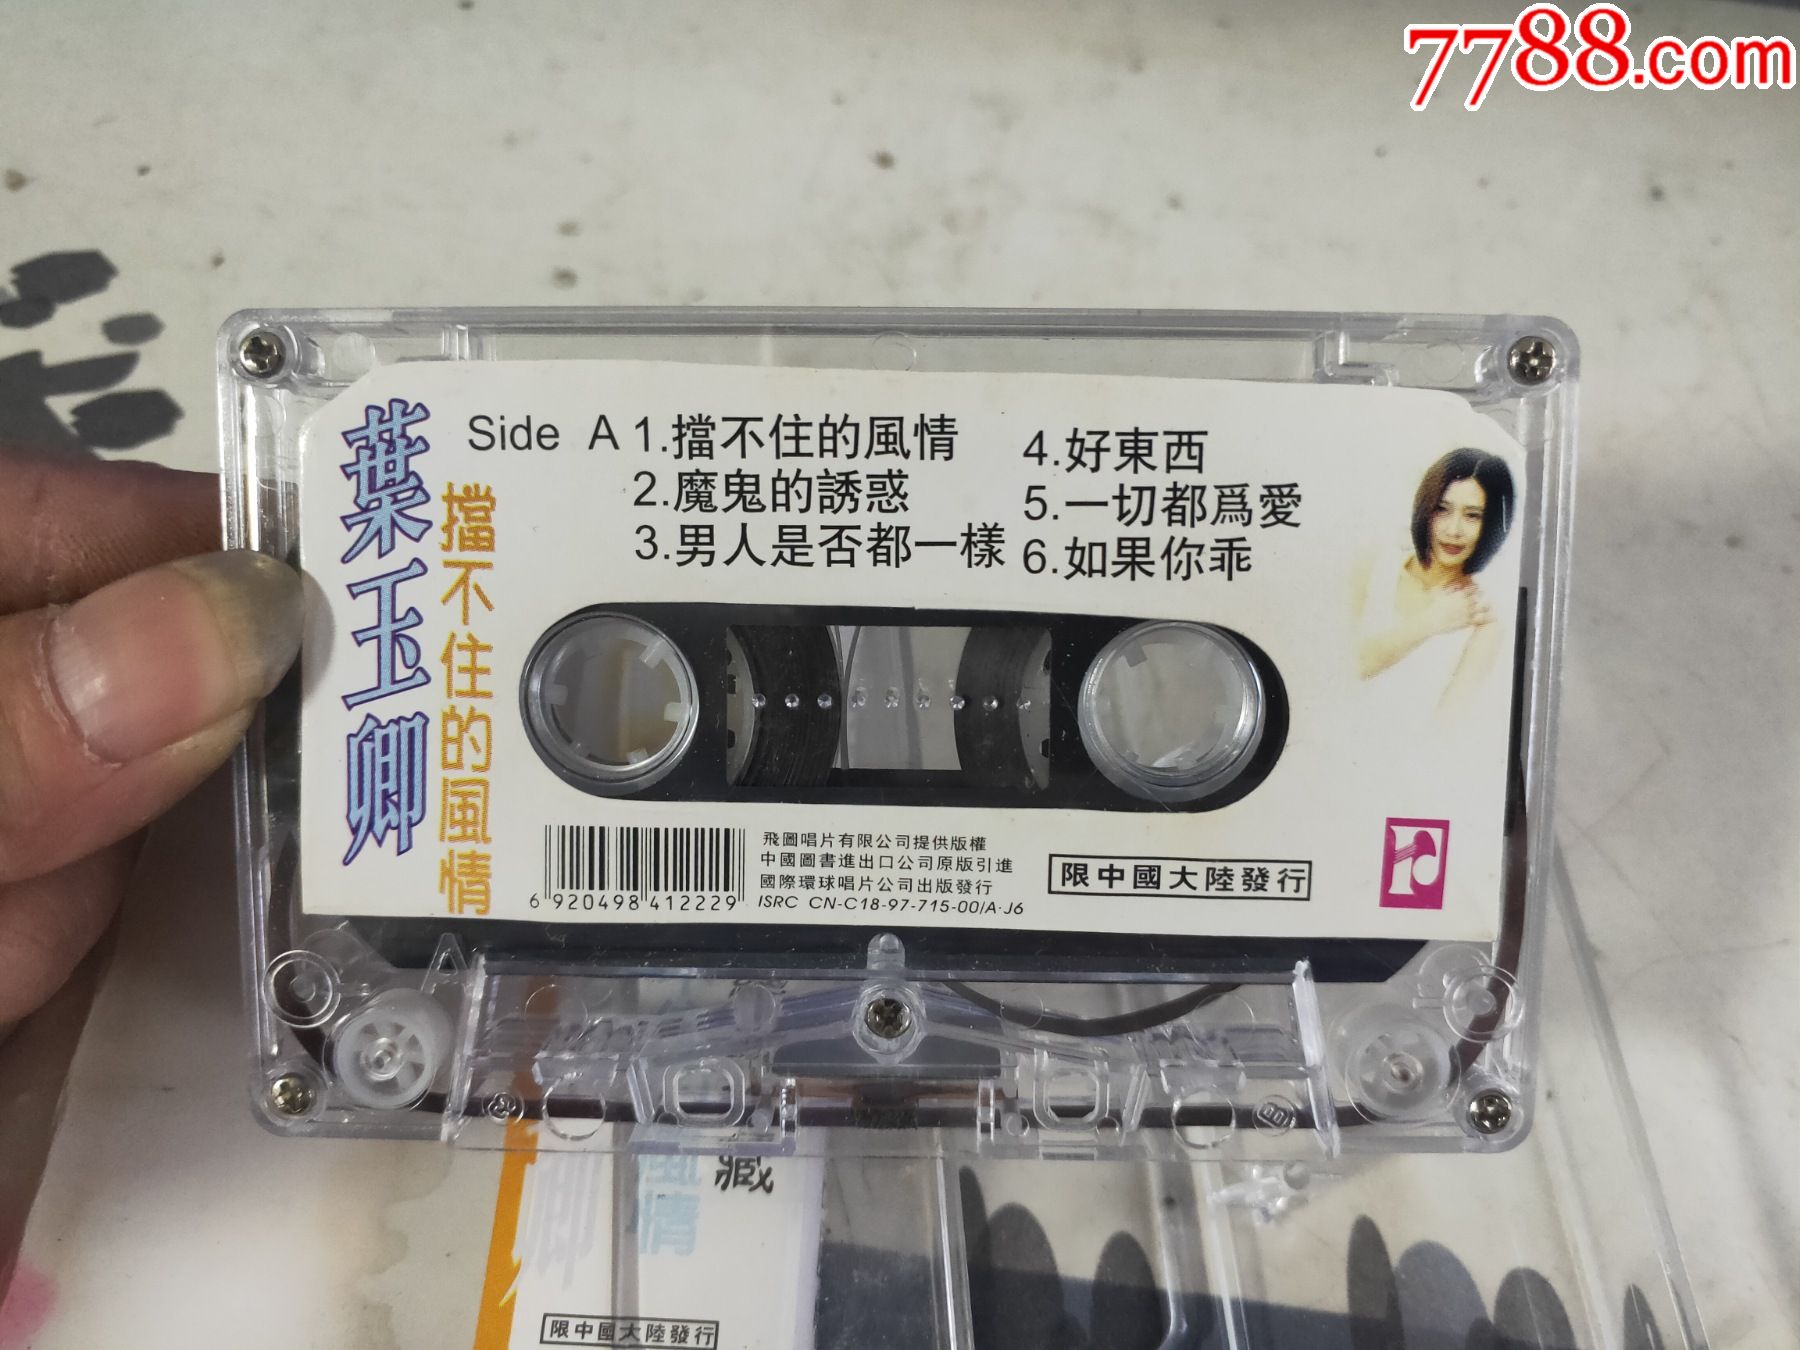 7788.com
葉玉卿
擋不住的風情
Side A
1.擋不住的風情
2.魔鬼的誘惑
3.男人是否都一樣
4.好東西
5.一切都爲愛
6.如果你乖
6 920498 412229
飛圖唱片有限公司提供版權
中國圖書進出口公司原版引進
國際環球唱片公司出版發行
ISRC CN-C18-97-715-00/A·J6
限中國大陸發行
A
卿
風情
藏
限中國大陸發行